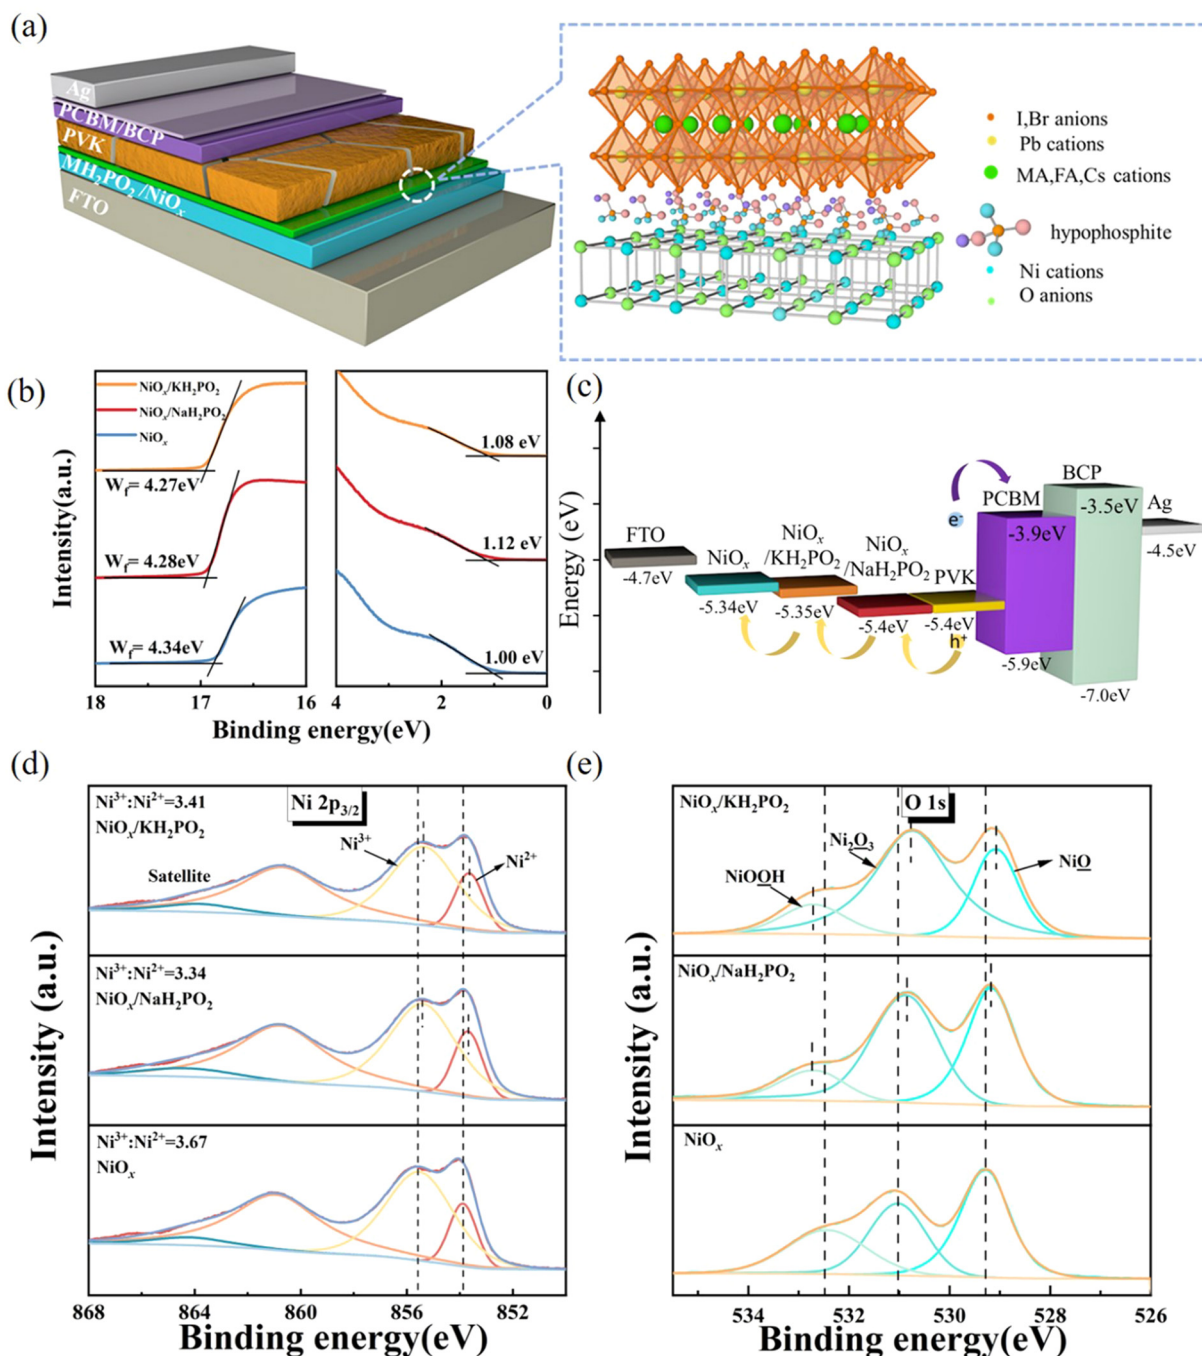 (a)
Ag
PCBM/BCP
PVK
MH₂PO₂/NiOₓ
FTO
I,Br anions
Pb cations
MA,FA,Cs cations
hypophosphite
Ni cations
O anions
(b)
Intensity(a.u.)
NiOₓ/KH₂PO₂
NiOₓ/NaH₂PO₂
NiOₓ
W_f= 4.27eV
W_f= 4.28eV
W_f= 4.34eV
1.08 eV
1.12 eV
1.00 eV
18 17 16 4 2 0
Binding energy(eV)
(c)
Energy (eV)
FTO
-4.7eV
NiOₓ
-5.34eV
NiOₓ
/KH₂PO₂
-5.35eV
NiOₓ
/NaH₂PO₂
-5.4eV
PVK
-5.4eV
h⁺
e⁻
PCBM
-3.9eV
-5.9eV
BCP
-3.5eV
-7.0eV
Ag
-4.5eV
(d)
Intensity (a.u.)
Ni³⁺:Ni²⁺=3.41
NiOₓ/KH₂PO₂
Ni 2p₃/₂
Ni³⁺
Ni²⁺
Satellite
Ni³⁺:Ni²⁺=3.34
NiOₓ/NaH₂PO₂
Ni³⁺:Ni²⁺=3.67
NiOₓ
868 860 856 852
Binding energy(eV)
(e)
Intensity (a.u.)
NiOₓ/KH₂PO₂
O 1s
Ni₂O₃
NiOOH
NiO
NiOₓ/NaH₂PO₂
NiOₓ
534 531 530 528 526
Binding energy(eV)